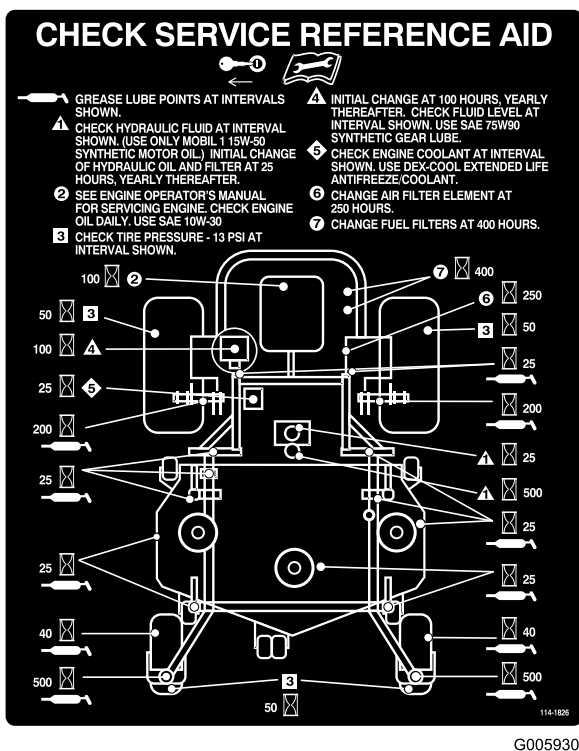 CHECK SERVICE REFERENCE AID
GREASE LUBE POINTS AT INTERVALS
SHOWN.
1 CHECK HYDRAULIC FLUID AT INTERVAL
SHOWN. (USE ONLY MOBIL 1 15W-50
SYNTHETIC MOTOR OIL.) INITIAL CHANGE
OF HYDRAULIC OIL AND FILTER AT 25
HOURS, YEARLY THEREAFTER.
2 SEE ENGINE OPERATOR'S MANUAL
FOR SERVICING ENGINE. CHECK ENGINE
OIL DAILY. USE SAE 10W-30
3 CHECK TIRE PRESSURE - 13 PSI AT
INTERVAL SHOWN.
4 INITIAL CHANGE AT 100 HOURS, YEARLY
THEREAFTER. CHECK FLUID LEVEL AT
INTERVAL SHOWN. USE SAE 75W90
SYNTHETIC GEAR LUBE.
5 CHECK ENGINE COOLANT AT INTERVAL
SHOWN. USE DEX-COOL EXTENDED LIFE
ANTIFREEZE/COOLANT.
6 CHANGE AIR FILTER ELEMENT AT
250 HOURS.
7 CHANGE FUEL FILTERS AT 400 HOURS.
100 2
7 400
6 250
50 3
3 50
100 4
25
25 5
200
200
1 25
25
1 500
25
25
25
40
40
500
500
3
50
114-1826
G005930